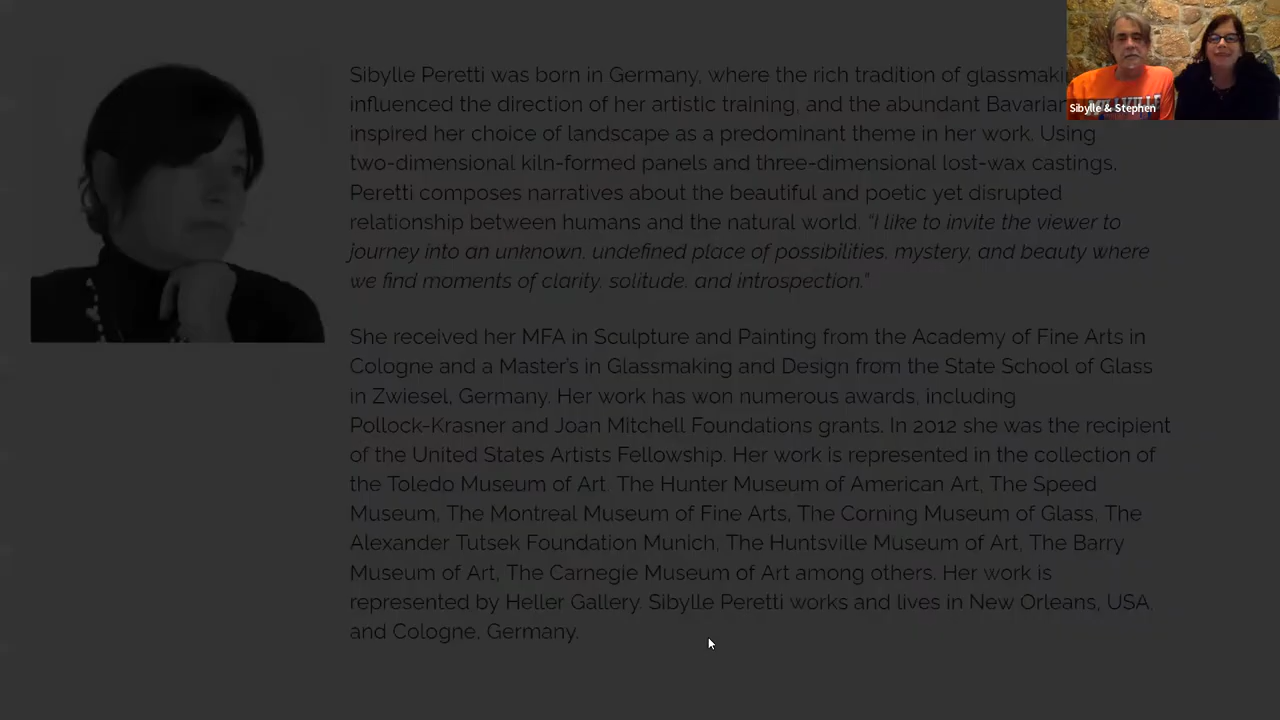 Sibylle Peretti was born in Germany, where the rich tradition of
influenced the direction of her artistic training, and the abundant Bavarian
inspired her choice of landscape as a predominant theme in her work. Using
two-dimensional kiln-formed panels and three-dimensional lost-wax castings,
Peretti composes narratives about the beautiful and poetic yet disrupted
relationship between humans and the natural world. "I like to invite the viewer to
journey into an unknown, undefined place of possibilities, mystery, and beauty where
we find moments of clarity, solitude, and introspection."
She received her MFA in Sculpture and Painting from the Academy of Fine Arts in
Cologne and a Master's in Glassmaking and Design from the State School of Glass
in Zwiesel, Germany. Her work has won numerous awards, including
Pollock-Krasner and Joan Mitchell Foundations grants. In 2012 she was the recipient
of the United States Artists Fellowship. Her work is represented in the collection of
the Toledo Museum of Art, The Hunter Museum of American Art, The Speed
Museum, The Montreal Museum of Fine Arts, The Corning Museum of Glass, The
Alexander Tutsek Foundation Munich, The Huntsville Museum of Art, The Barry
Museum of Art, The Carnegie Museum of Art among others. Her work is
represented by Heller Gallery. Sibylle Peretti works and lives in New Orleans, USA,
and Cologne, Germany.
Sibylle & Stephen